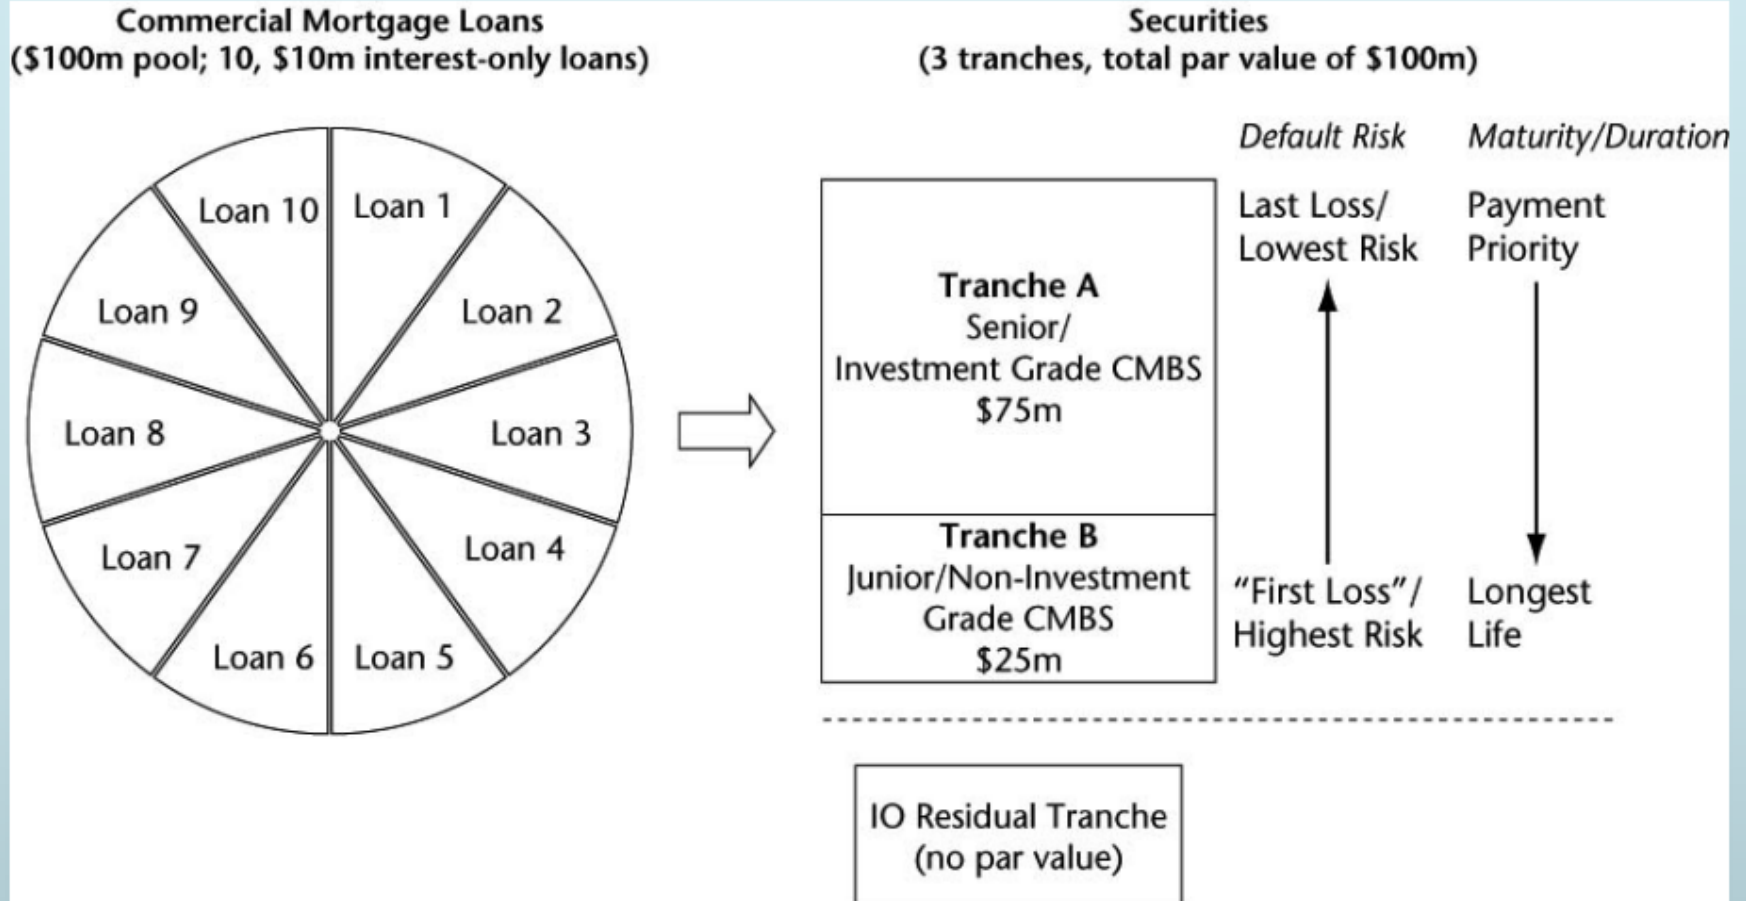 Commercial Mortgage Loans
($100m pool; 10, $10m interest-only loans)
Loan 1
Loan 2
Loan 3
Loan 4
Loan 5
Loan 6
Loan 7
Loan 8
Loan 9
Loan 10
Securities
(3 tranches, total par value of $100m)
Default Risk
Maturity/Duration
Last Loss/
Lowest Risk
Payment
Priority
Tranche A
Senior/
Investment Grade CMBS
$75m
Tranche B
Junior/Non-Investment
Grade CMBS
$25m
“First Loss”/
Highest Risk
Longest
Life
IO Residual Tranche
(no par value)